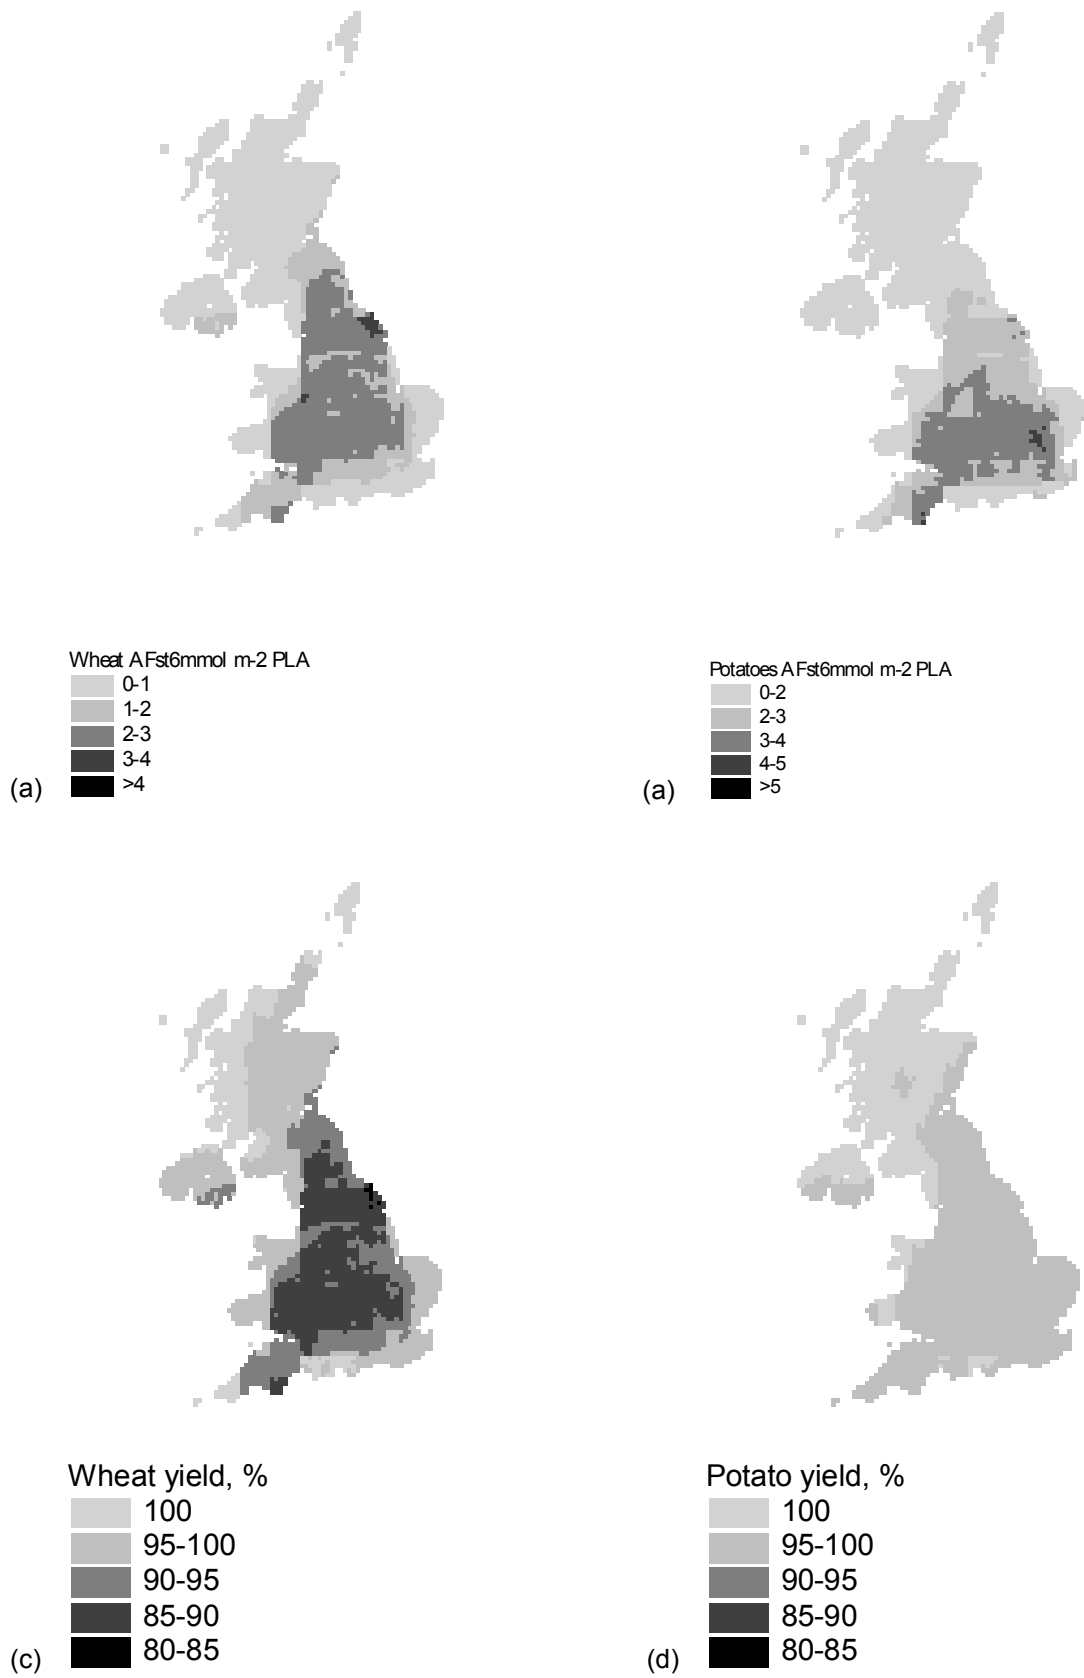 Wheat AFst6mmol m-2 PLA
0-1
1-2
2-3
3-4
>4
(a)
Potatoes AFst6mmol m-2 PLA
0-2
2-3
3-4
4-5
>5
(a)
Wheat yield, %
100
95-100
90-95
85-90
80-85
(c)
Potato yield, %
100
95-100
90-95
85-90
80-85
(d)